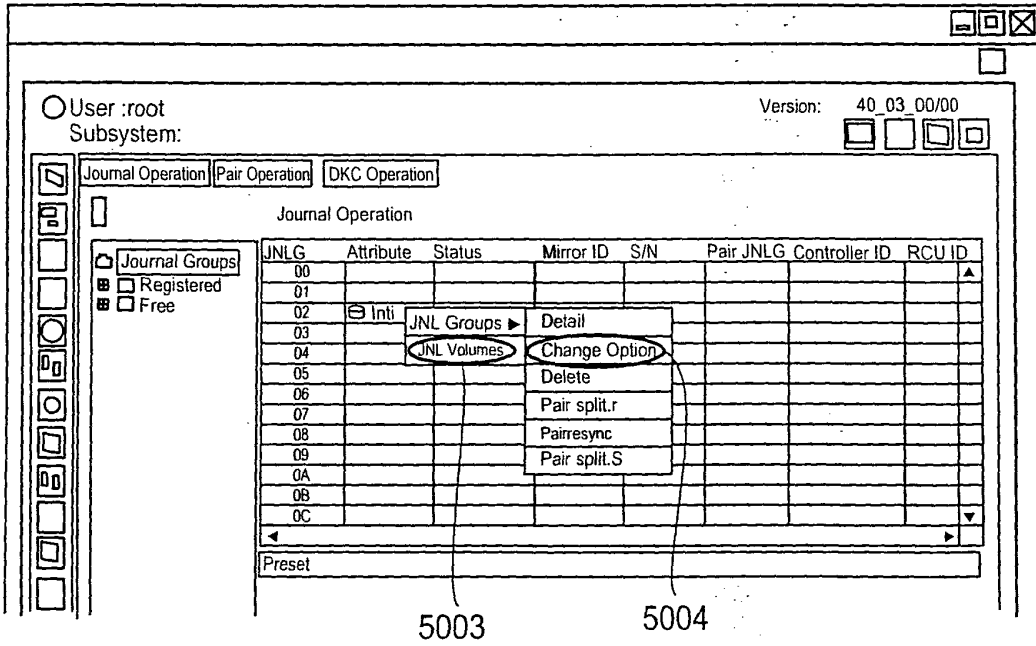 User :root
Version: 40_03_00/00
Subsystem:
Journal Operation Pair Operation DKC Operation
Journal Operation
Journal Groups
Registered
Free
JNLG Attribute Status Mirror ID S/N Pair JNLG Controller ID RCU ID
00
01
02 Inti
03
04
05
06
07
08
09
0A
0B
0C
JNL Groups
JNL Volumes
Detail
Change Option
Delete
Pair split.r
Pairresync
Pair split.S
Preset
5003
5004